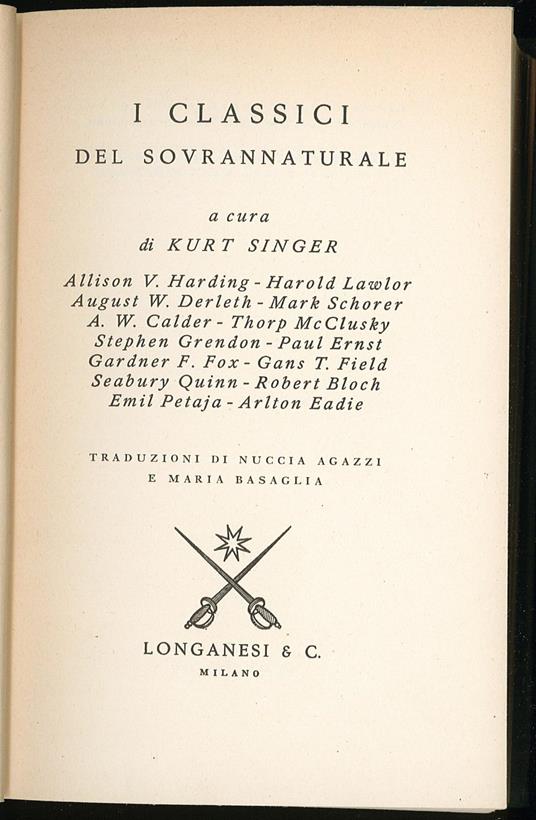 I CLASSICI
DEL SOVRANNATURALE
a cura
di KURT SINGER
Allison V. Harding - Harold Lawlor
August W. Derleth - Mark Schorer
A. W. Calder - Thorp McClusky
Stephen Grendon - Paul Ernst
Gardner F. Fox - Gans T. Field
Seabury Quinn - Robert Bloch
Emil Petaja - Arlton Eadie
TRADUZIONI DI NUCCIA AGAZZI
E MARIA BASAGLIA
LONGANESI & C.
MILANO